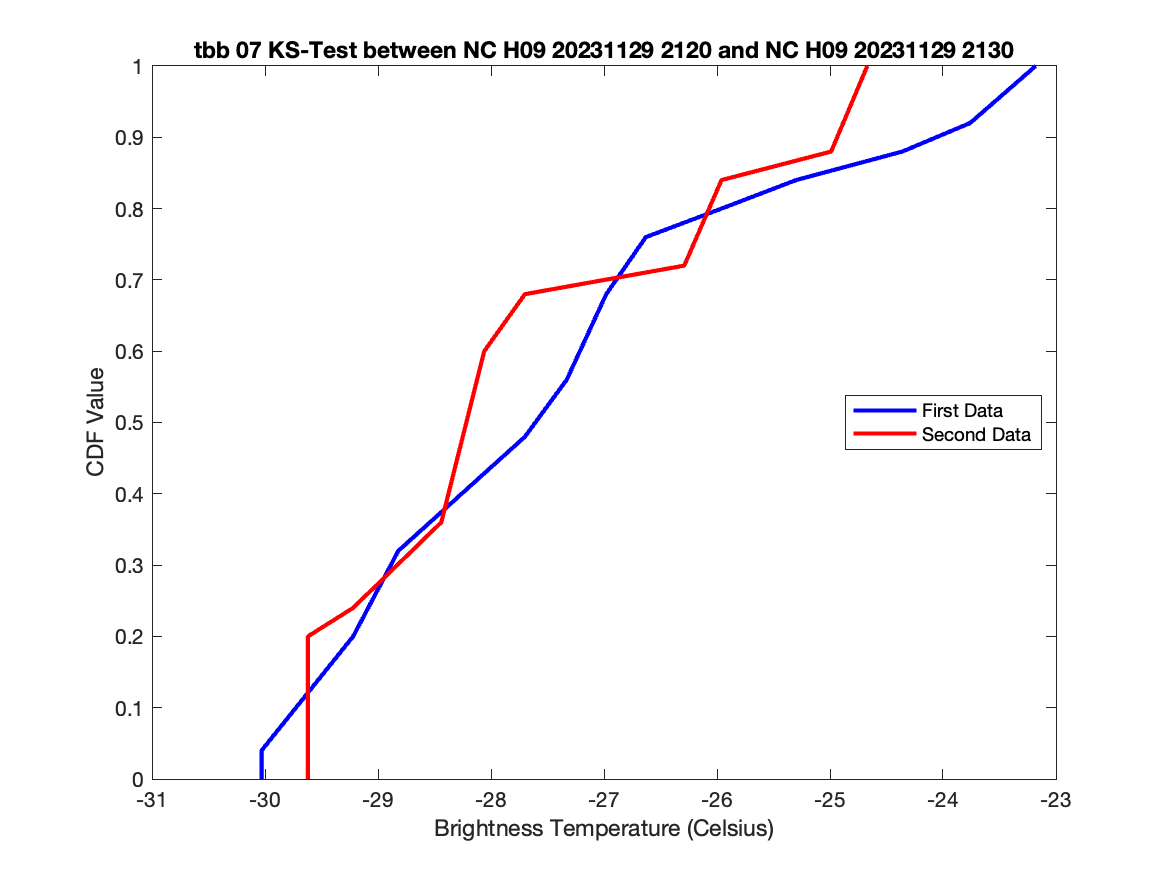 tbb 07 KS-Test between NC H09 20231129 2120 and NC H09 20231129 2130
1
0.9
0.8
0.7
0.6
0.5
0.4
0.3
0.2
0.1
0
CDF Value
First Data
Second Data
-31 -30 -29 -28 -27 -26 -25 -24 -23
Brightness Temperature (Celsius)